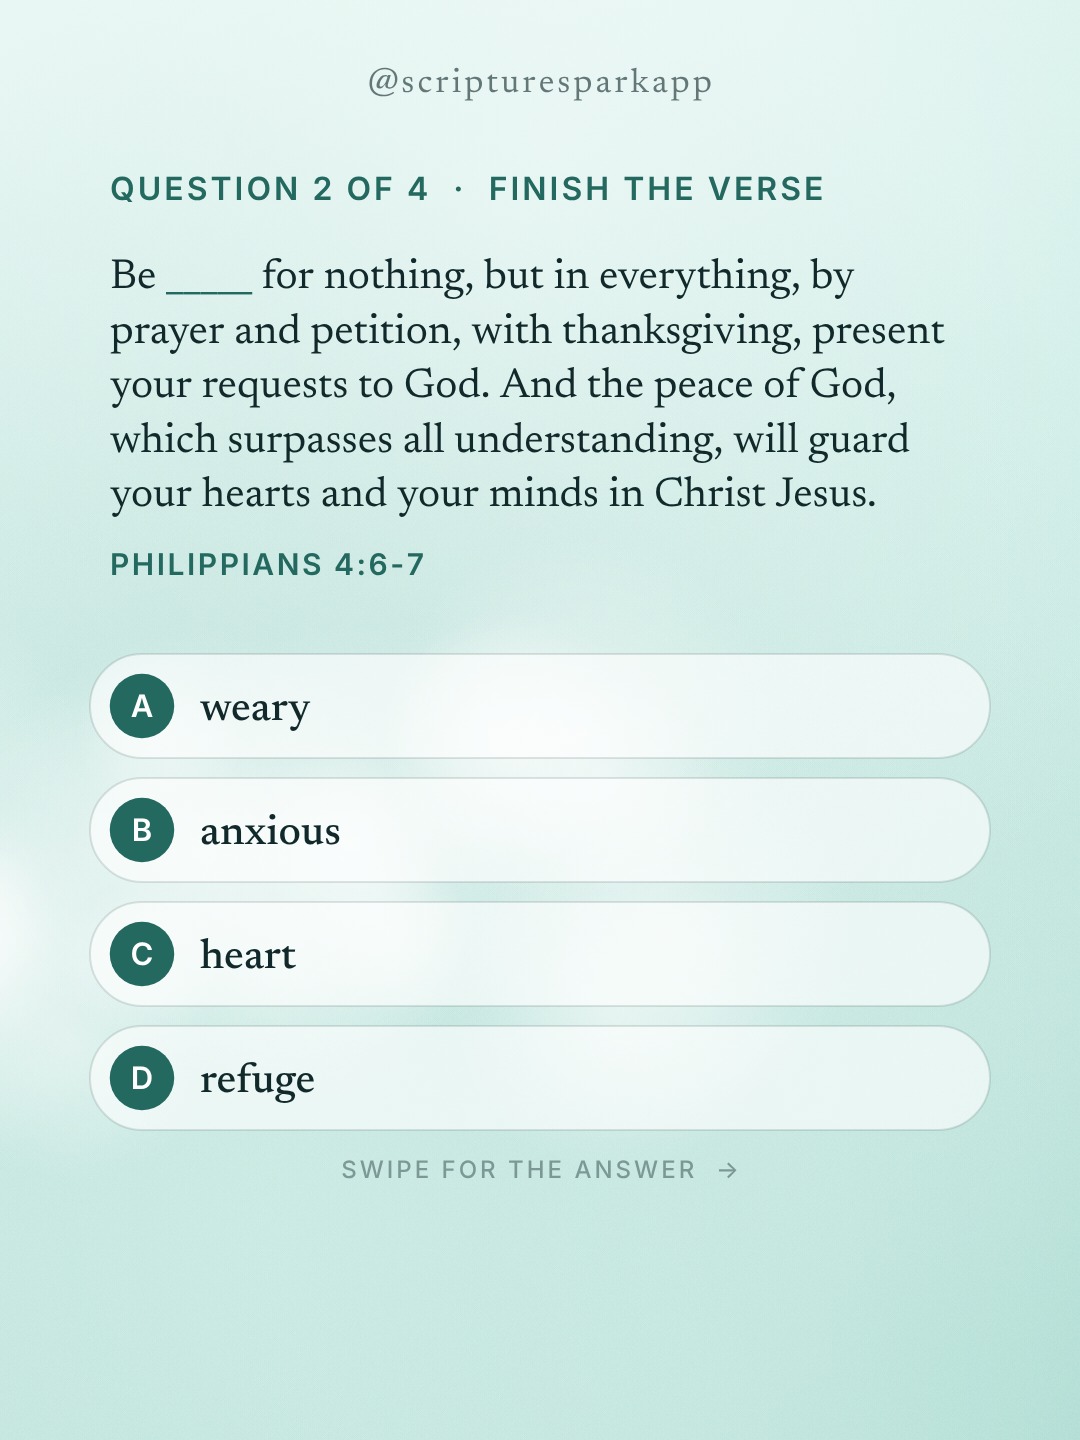 @scripturesparkapp
QUESTION 2 OF 4 · FINISH THE VERSE
Be _____ for nothing, but in everything, by
prayer and petition, with thanksgiving, present
your requests to God. And the peace of God,
which surpasses all understanding, will guard
your hearts and your minds in Christ Jesus.
PHILIPPIANS 4:6-7
A weary
B anxious
C heart
D refuge
SWIPE FOR THE ANSWER →